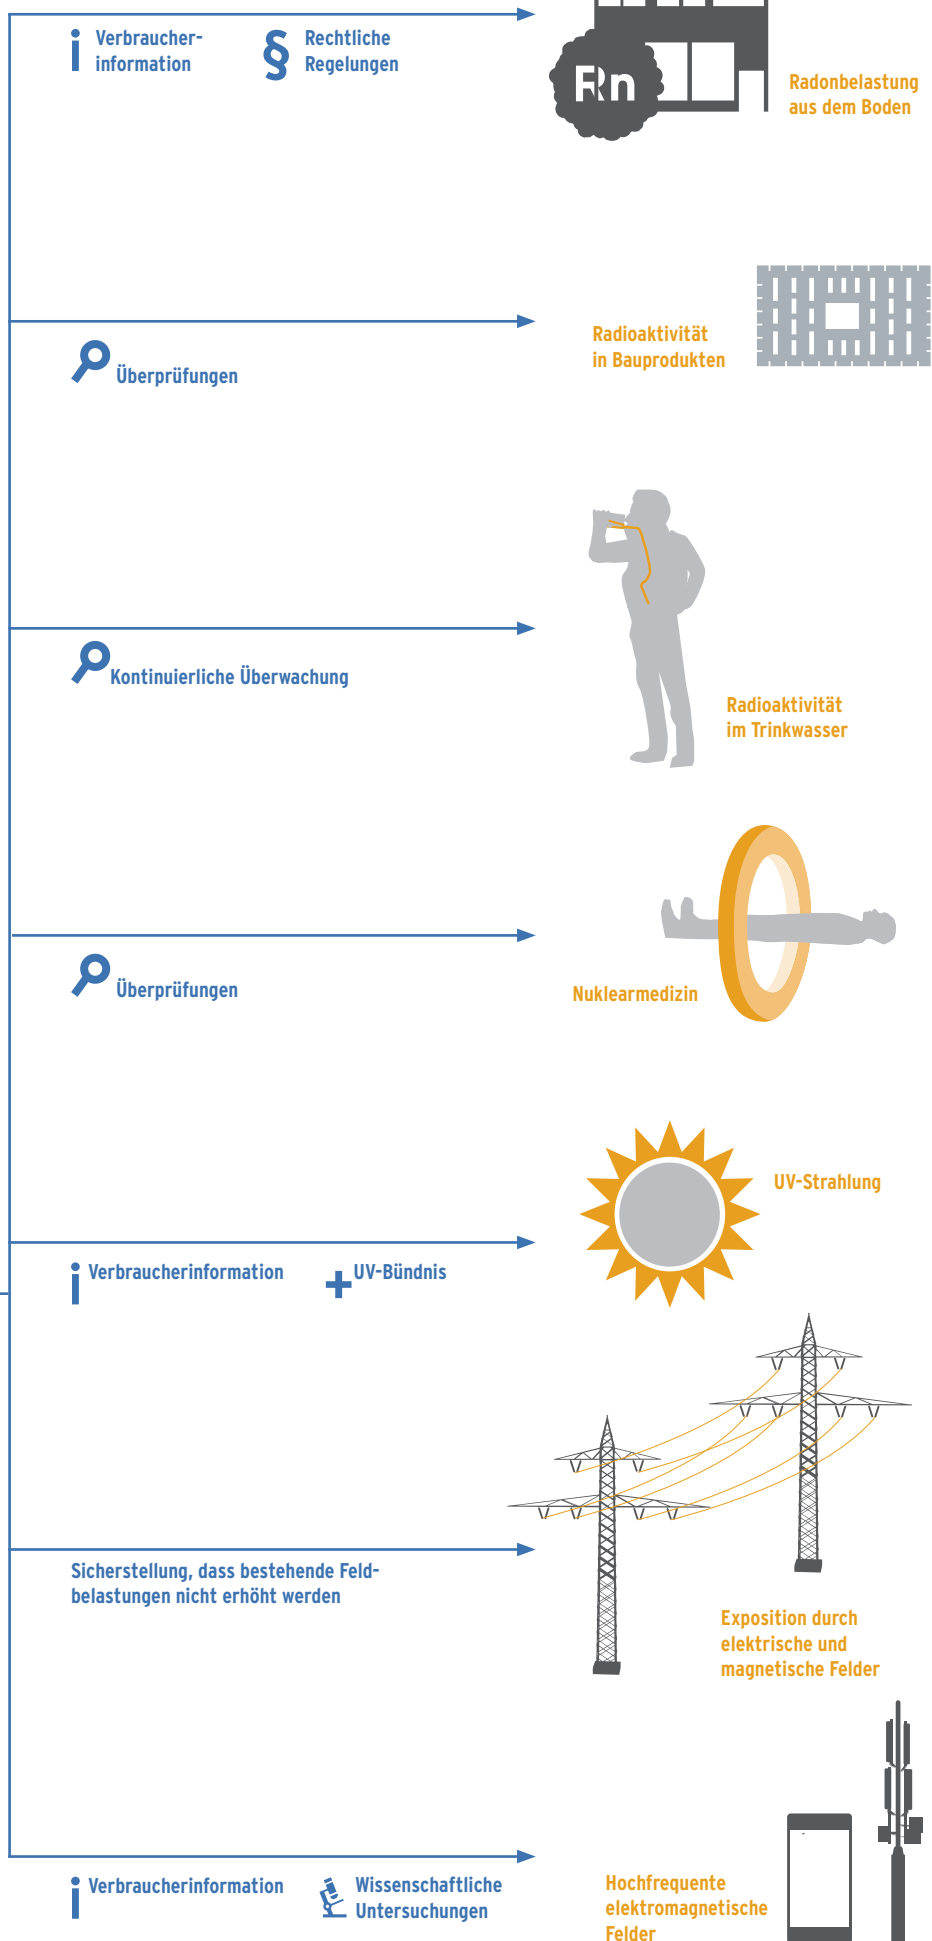 Verbraucher-
information
§ Rechtliche
Regelungen
Rn
Radonbelastung
aus dem Boden
Radioaktivität
in Bauprodukten
Überprüfungen
Kontinuierliche Überwachung
Radioaktivität
im Trinkwasser
Überprüfungen
Nuklearmedizin
UV-Strahlung
Verbraucherinformation
+ UV-Bündnis
Sicherstellung, dass bestehende Feld-
belastungen nicht erhöht werden
Exposition durch
elektrische und
magnetische Felder
Verbraucherinformation
Wissenschaftliche
Untersuchungen
Hochfrequente
elektromagnetische
Felder